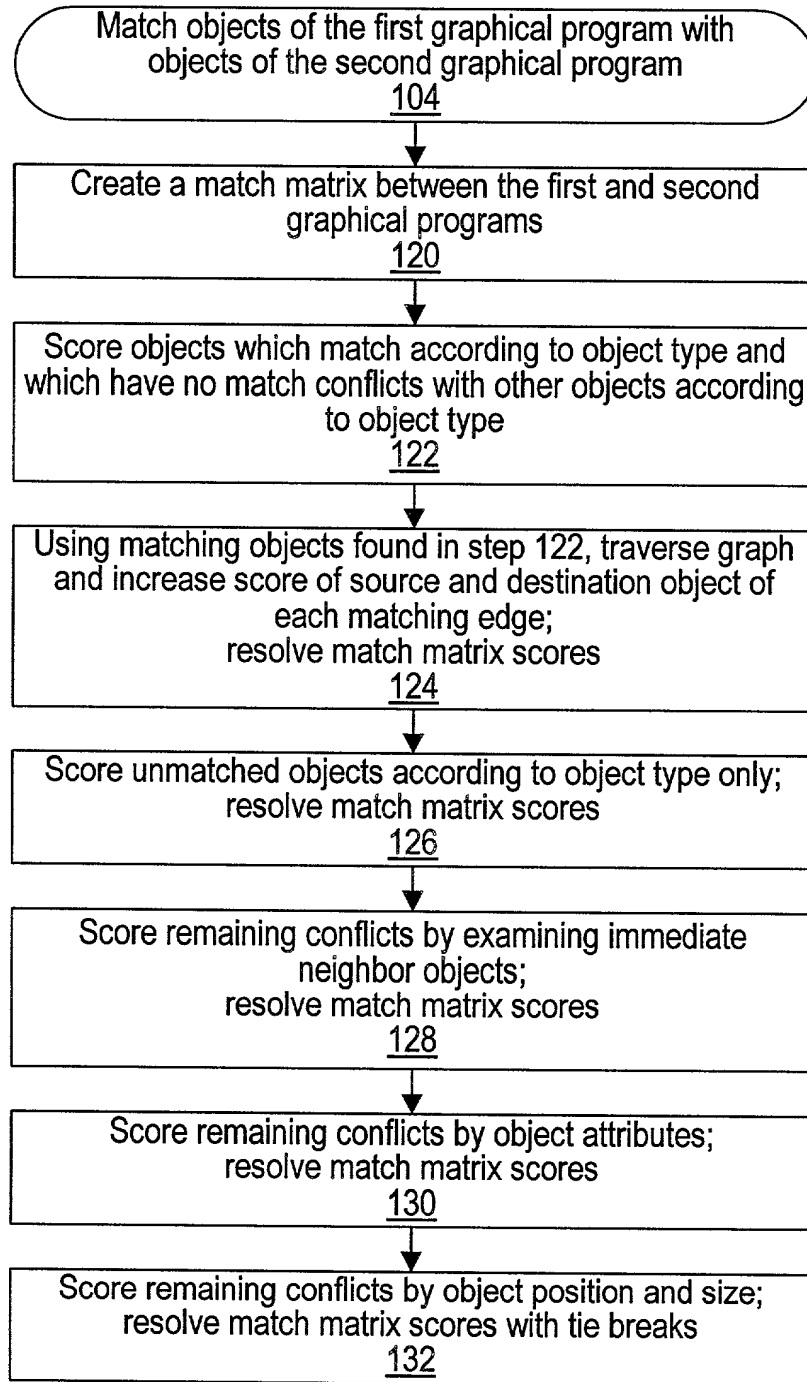 Match objects of the first graphical program with
objects of the second graphical program
104
Create a match matrix between the first and second
graphical programs
120
Score objects which match according to object type and
which have no match conflicts with other objects according
to object type
122
Using matching objects found in step 122, traverse graph
and increase score of source and destination object of
each matching edge;
resolve match matrix scores
124
Score unmatched objects according to object type only;
resolve match matrix scores
126
Score remaining conflicts by examining immediate
neighbor objects;
resolve match matrix scores
128
Score remaining conflicts by object attributes;
resolve match matrix scores
130
Score remaining conflicts by object position and size;
resolve match matrix scores with tie breaks
132